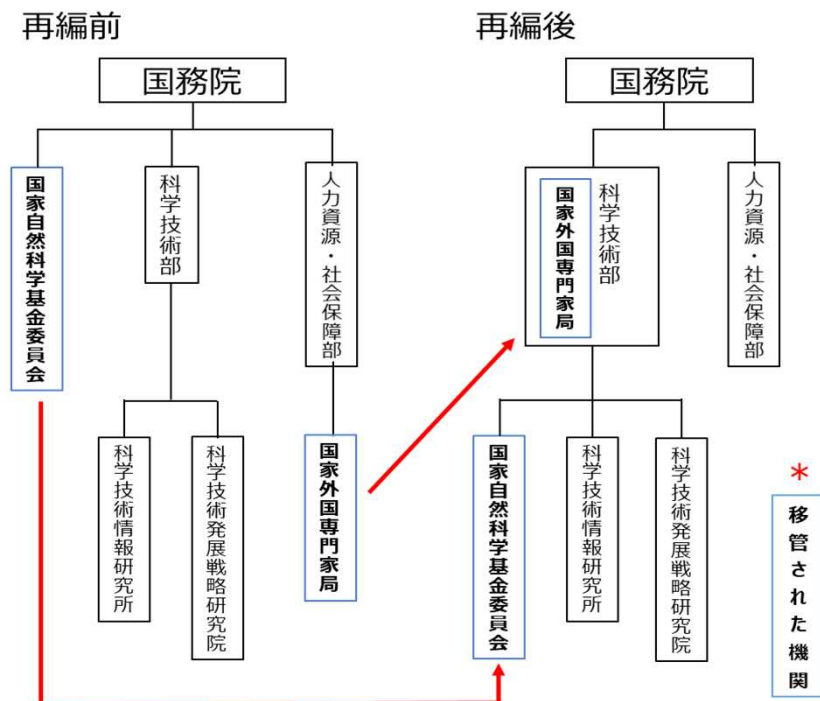 再編前
国務院
国家自然科学基金委員会
科学技術部
人力資源・社会保障部
科学技術情報研究所
科学技術発展戦略研究院
国家外国専門家局
再編後
国務院
科学技術部
国家外国専門家局
人力資源・社会保障部
国家自然科学基金委員会
科学技術情報研究所
科学技術発展戦略研究院
＊
移管された機関